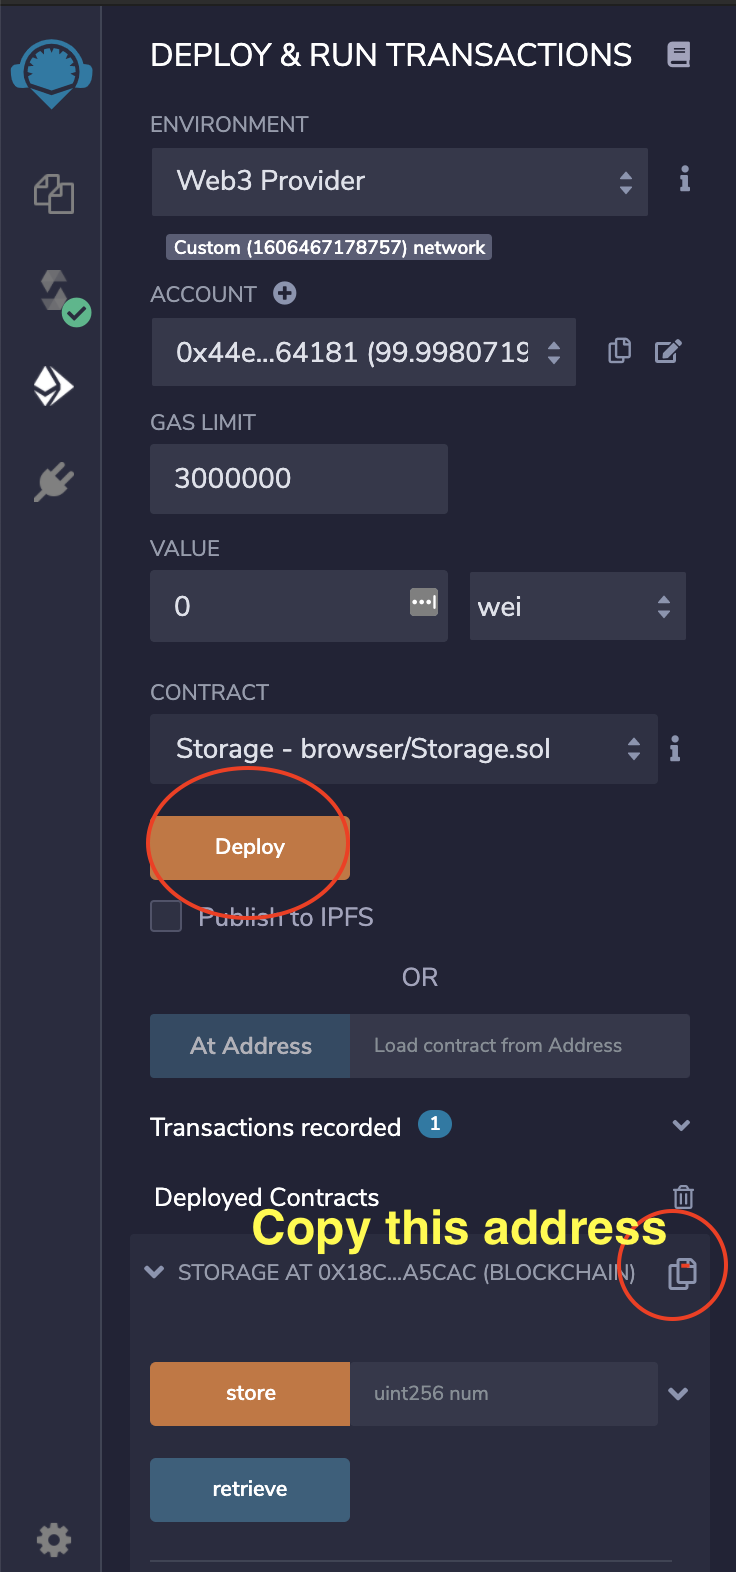 DEPLOY & RUN TRANSACTIONS
ENVIRONMENT
Web3 Provider
Custom (1606467178757) network
ACCOUNT
0x44e...64181 (99.9980719
GAS LIMIT
3000000
VALUE
0
wei
CONTRACT
Storage - browser/Storage.sol
Deploy
Publish to IPFS
OR
At Address
Load contract from Address
Transactions recorded 1
Deployed Contracts
Copy this address
STORAGE AT 0X18C...A5CAC (BLOCKCHAIN)
store
uint256 num
retrieve